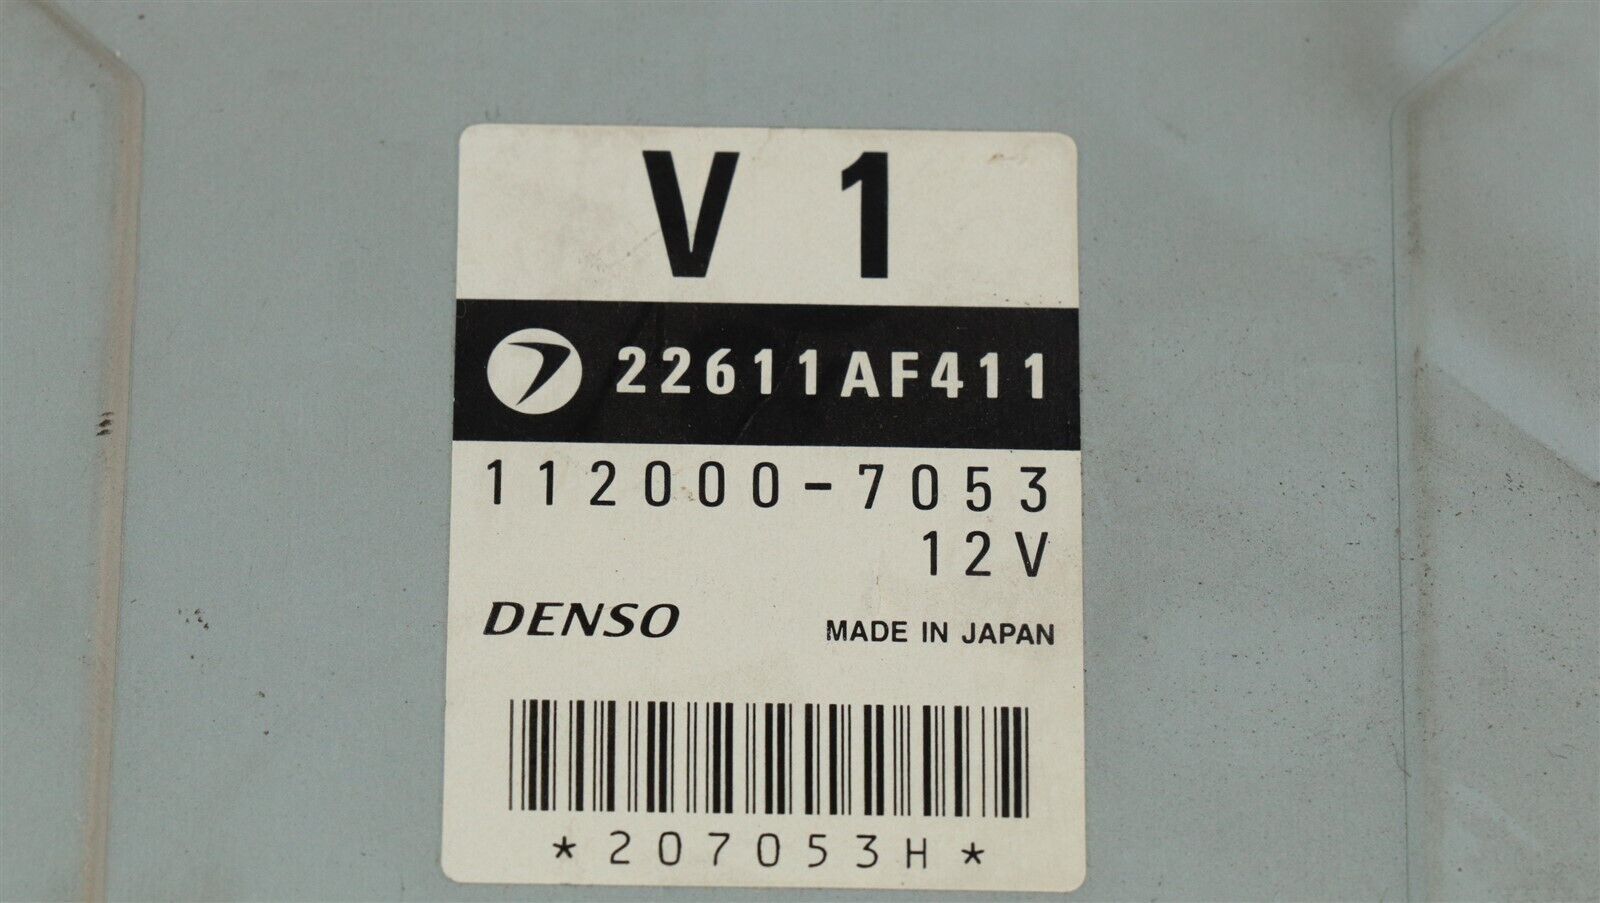 V 1
22611AF411
112000-7053
12V
DENSO MADE IN JAPAN
*207053H*